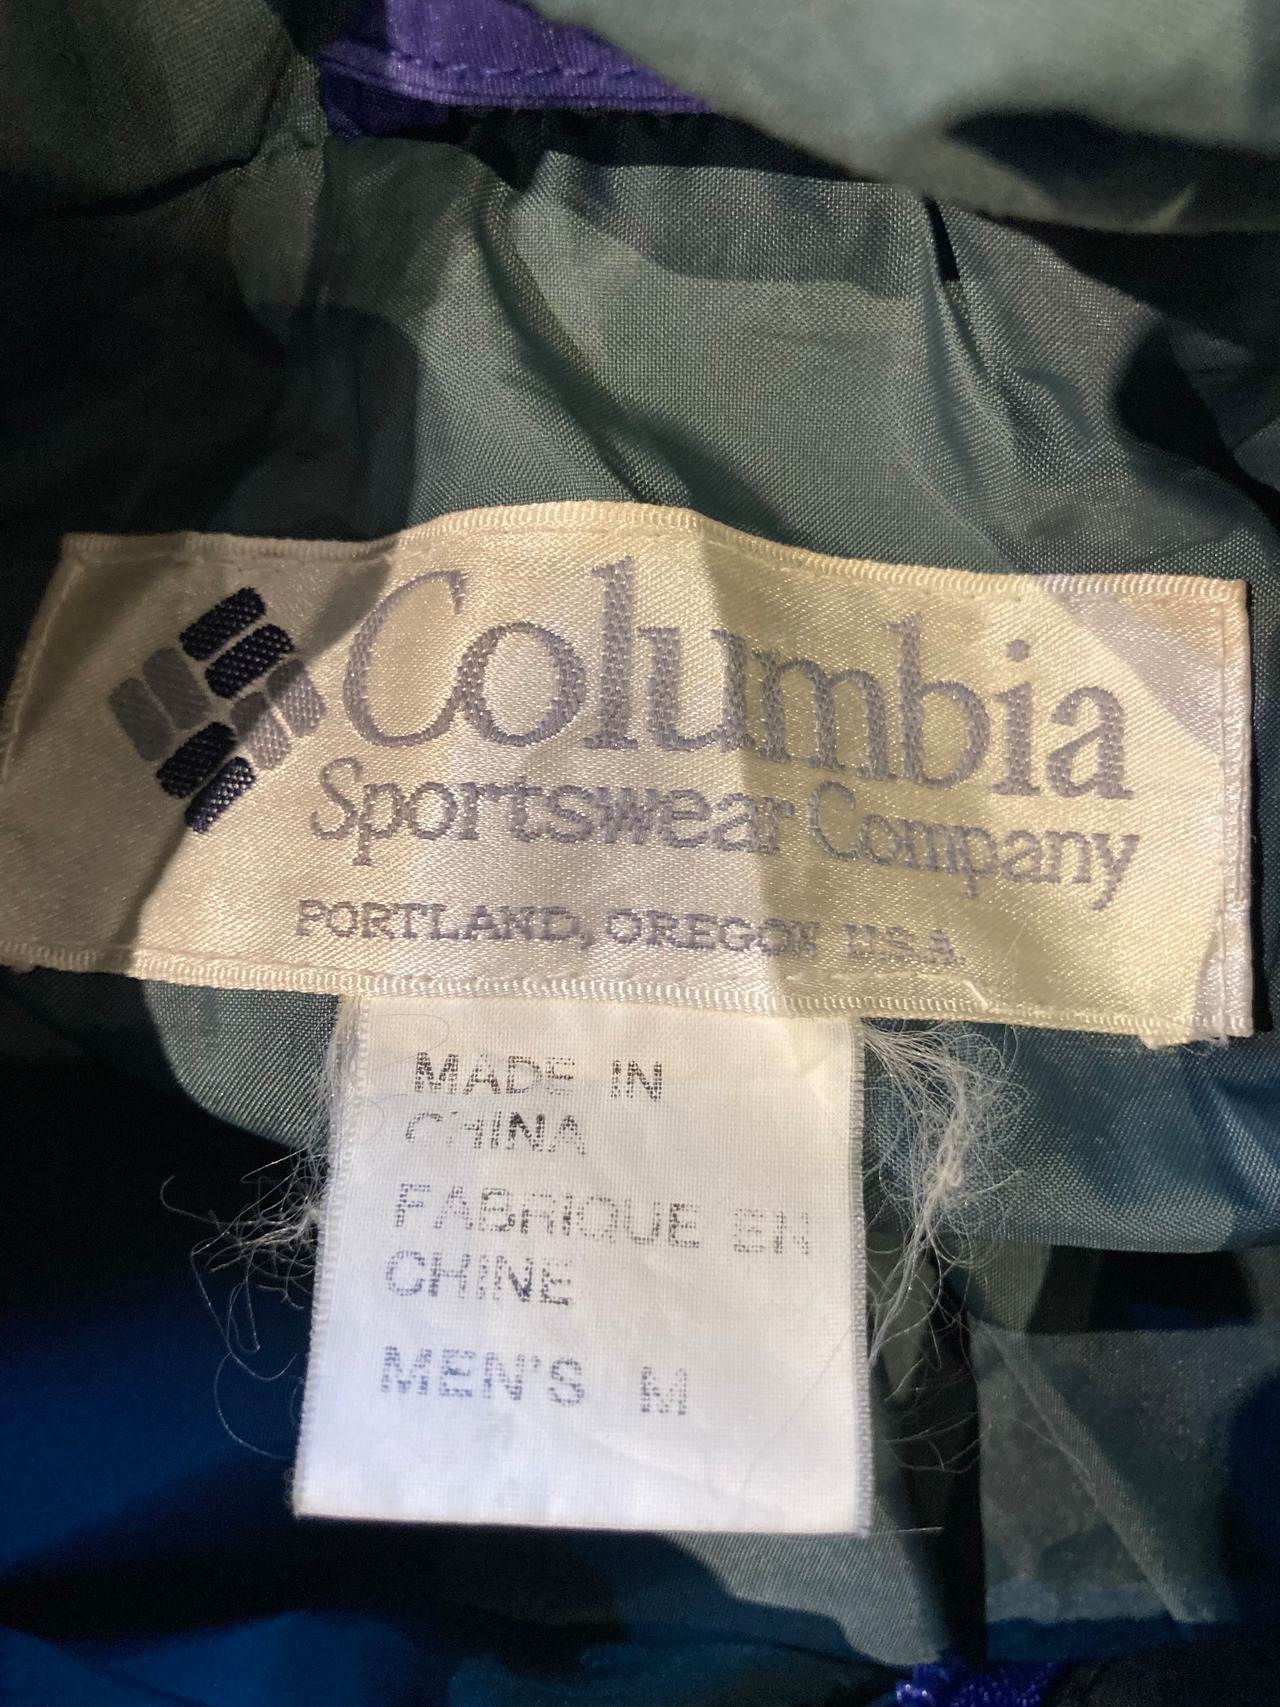 Columbia
Sportswear Company
PORTLAND, OREGON U.S.A.
MADE IN
CHINA
FABRIQUE EN
CHINE
MEN'S M